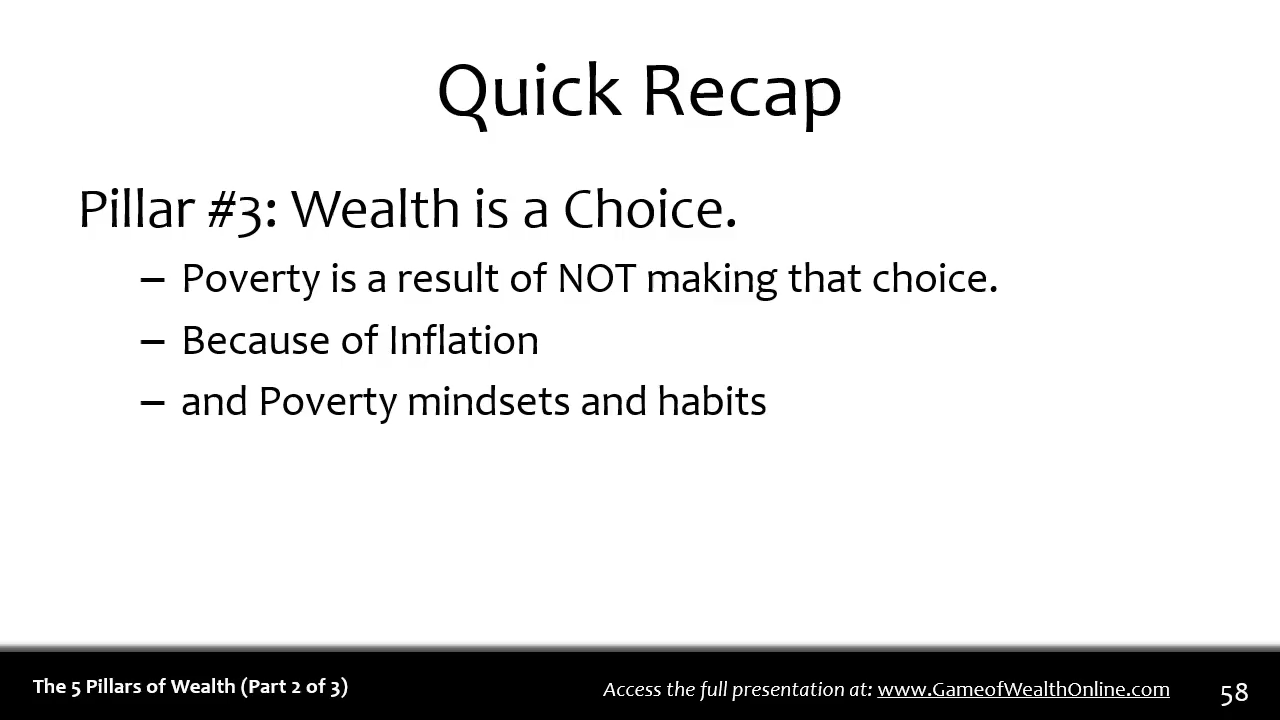 Quick Recap
Pillar #3: Wealth is a Choice.
– Poverty is a result of NOT making that choice.
– Because of Inflation
– and Poverty mindsets and habits
The 5 Pillars of Wealth (Part 2 of 3)
Access the full presentation at: www.GameofWealthOnline.com
58